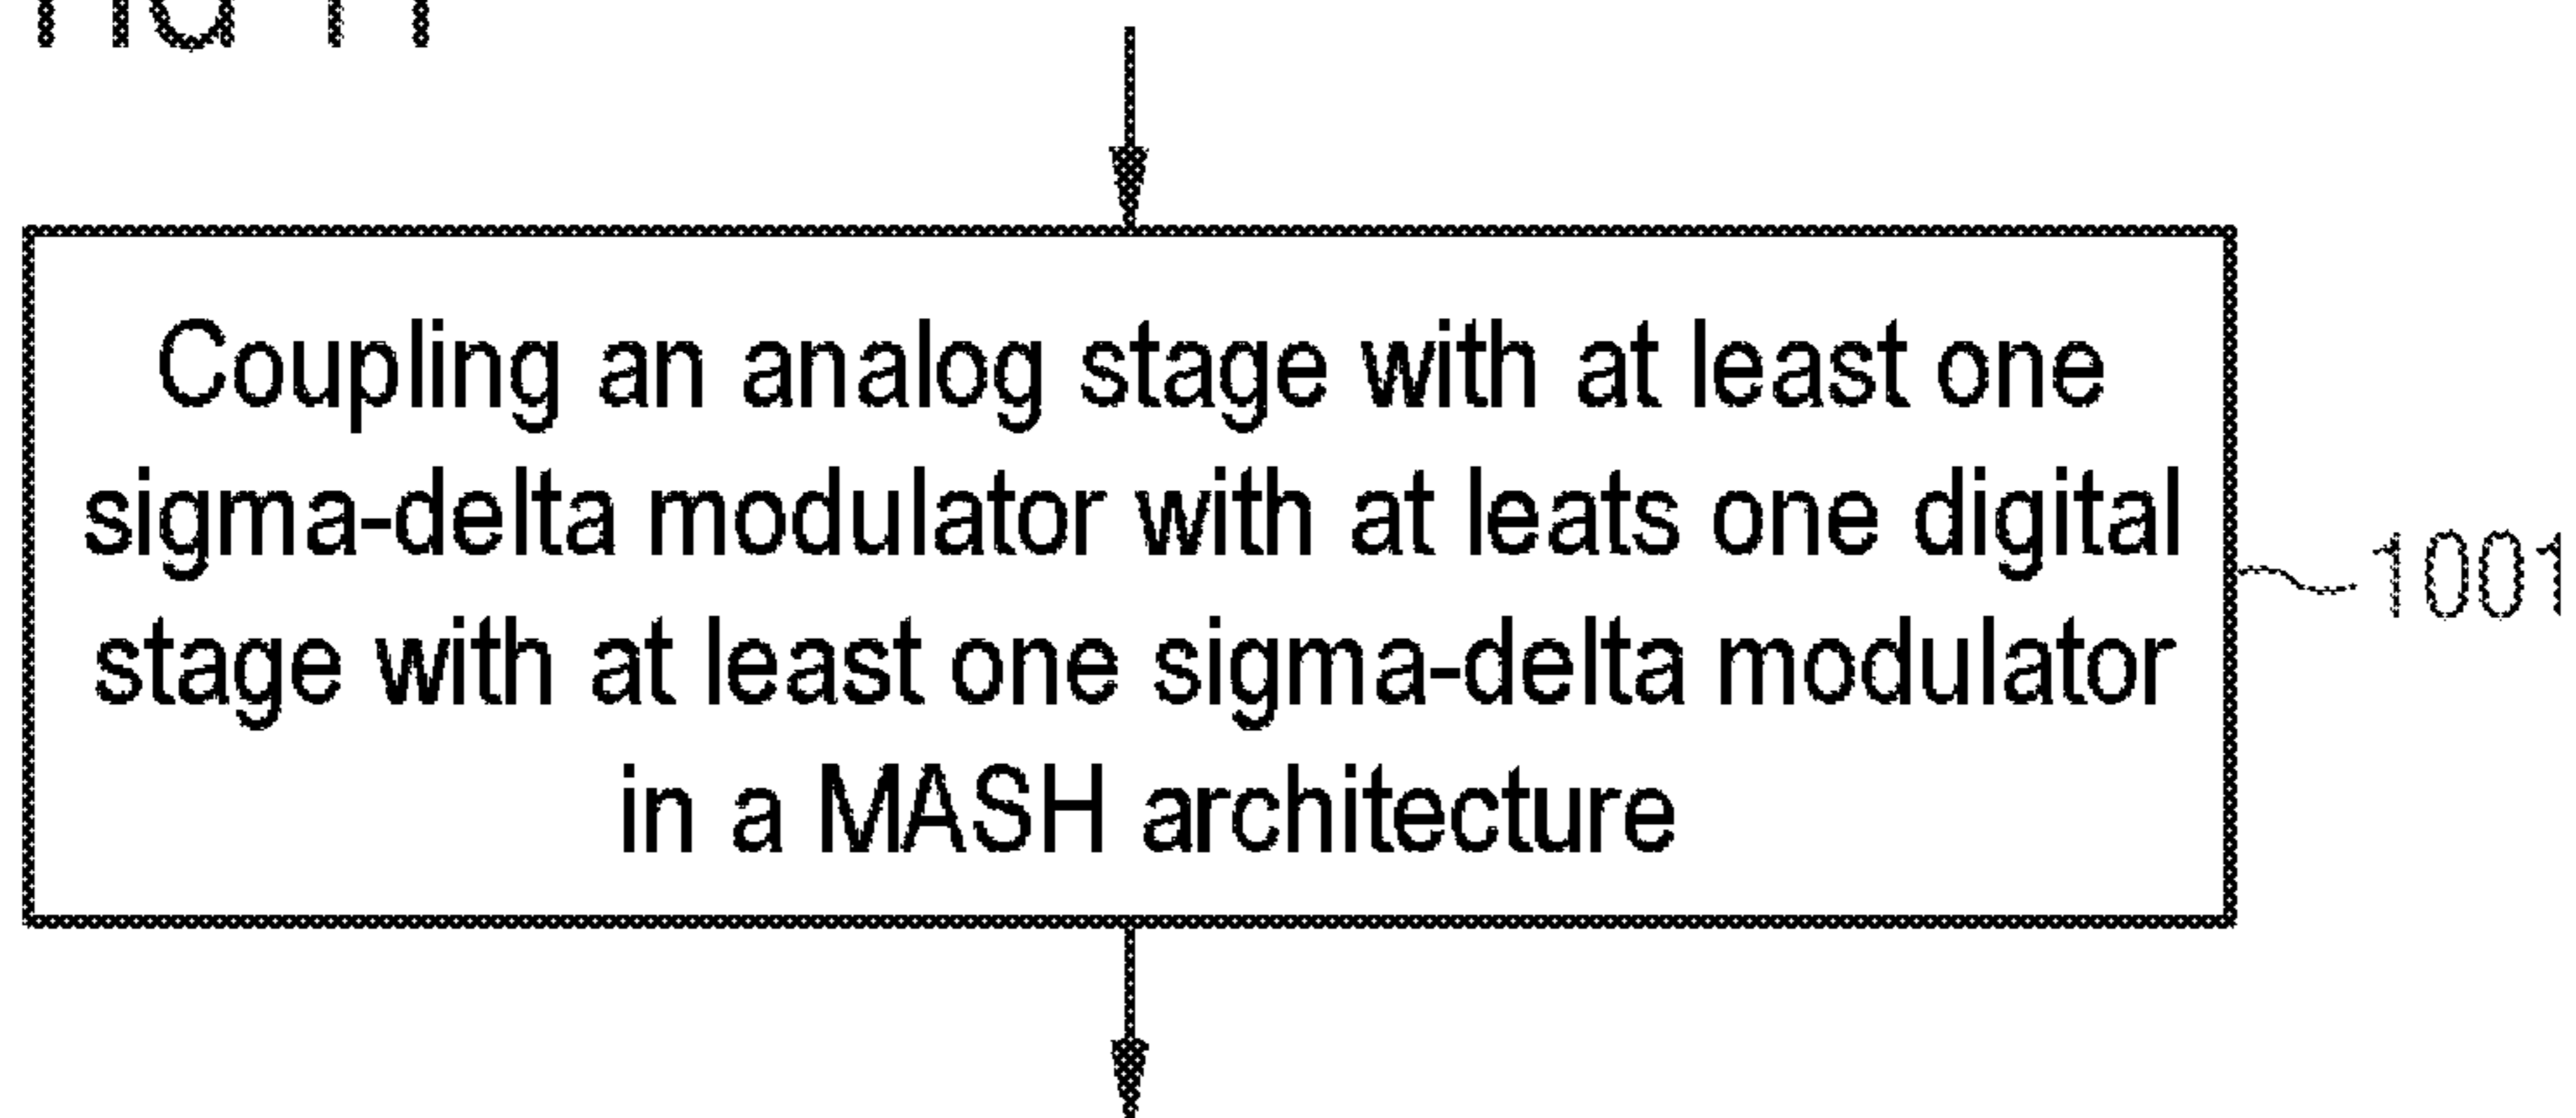 Coupling an analog stage with at least one
sigma-delta modulator with at leats one digital
stage with at least one sigma-delta modulator
in a MASH architecture
1001